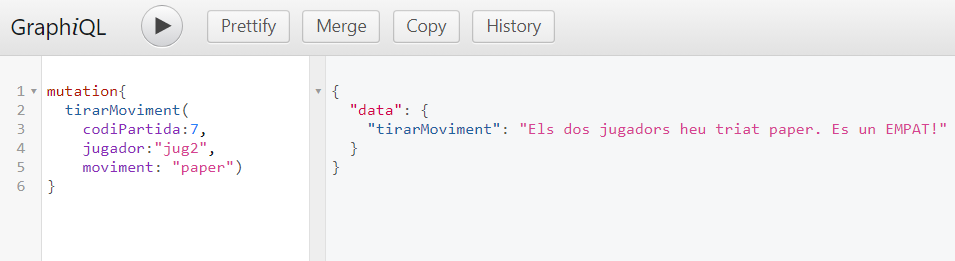 GraphiQL Prettify Merge Copy History
1 mutation{
2 tirarMoviment(
3 codiPartida:7,
4 jugador:"jug2",
5 moviment: "paper")
6 }
{
"data": {
"tirarMoviment": "Els dos jugadors heu triat paper. Es un EMPAT!"
}
}